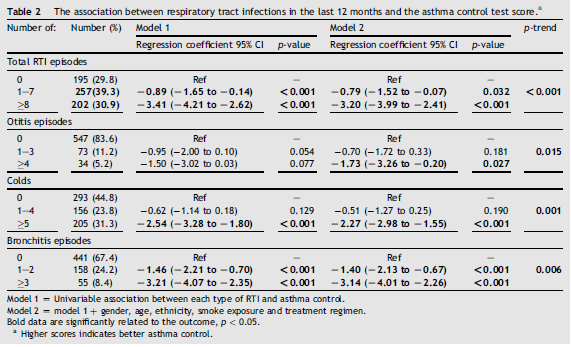 Table 2 The association between respiratory tract infections in the last 12 months and the asthma control test score.a
Number of: Number (%) Model 1 Model 2 p-trend
Regression coefficient 95% CI p-value Regression coefficient 95% CI p-value
Total RTI episodes
0 195 (29.8) Ref — Ref —
1–7 257(39.3) −0.89 (−1.65 to −0.14) <0.001 −0.79 (−1.52 to −0.07) 0.032 <0.001
≥8 202 (30.9) −3.41 (−4.21 to −2.62) <0.001 −3.20 (−3.99 to −2.41) <0.001
Otitis episodes
0 547 (83.6) Ref — Ref —
1–3 73 (11.2) −0.95 (−2.00 to 0.10) 0.054 −0.70 (−1.72 to 0.33) 0.181 0.015
≥4 34 (5.2) −1.50 (−3.02 to 0.03) 0.077 −1.73 (−3.26 to −0.20) 0.027
Colds
0 293 (44.8) Ref — Ref —
1–4 156 (23.8) −0.62 (−1.14 to 0.18) 0.129 −0.51 (−1.27 to 0.25) 0.190 0.001
≥5 205 (31.3) −2.54 (−3.28 to −1.80) <0.001 −2.27 (−2.98 to −1.55) <0.001
Bronchitis episodes
0 441 (67.4) Ref — Ref —
1–2 158 (24.2) −1.46 (−2.21 to −0.70) <0.001 −1.40 (−2.13 to −0.67) <0.001 0.006
≥3 55 (8.4) −3.21 (−4.07 to −2.35) <0.001 −3.14 (−4.01 to −2.26) <0.001
Model 1 = Univariable association between each type of RTI and asthma control.
Model 2 = model 1 + gender, age, ethnicity, smoke exposure and treatment regimen.
Bold data are significantly related to the outcome, p < 0.05.
a Higher scores indicates better asthma control.